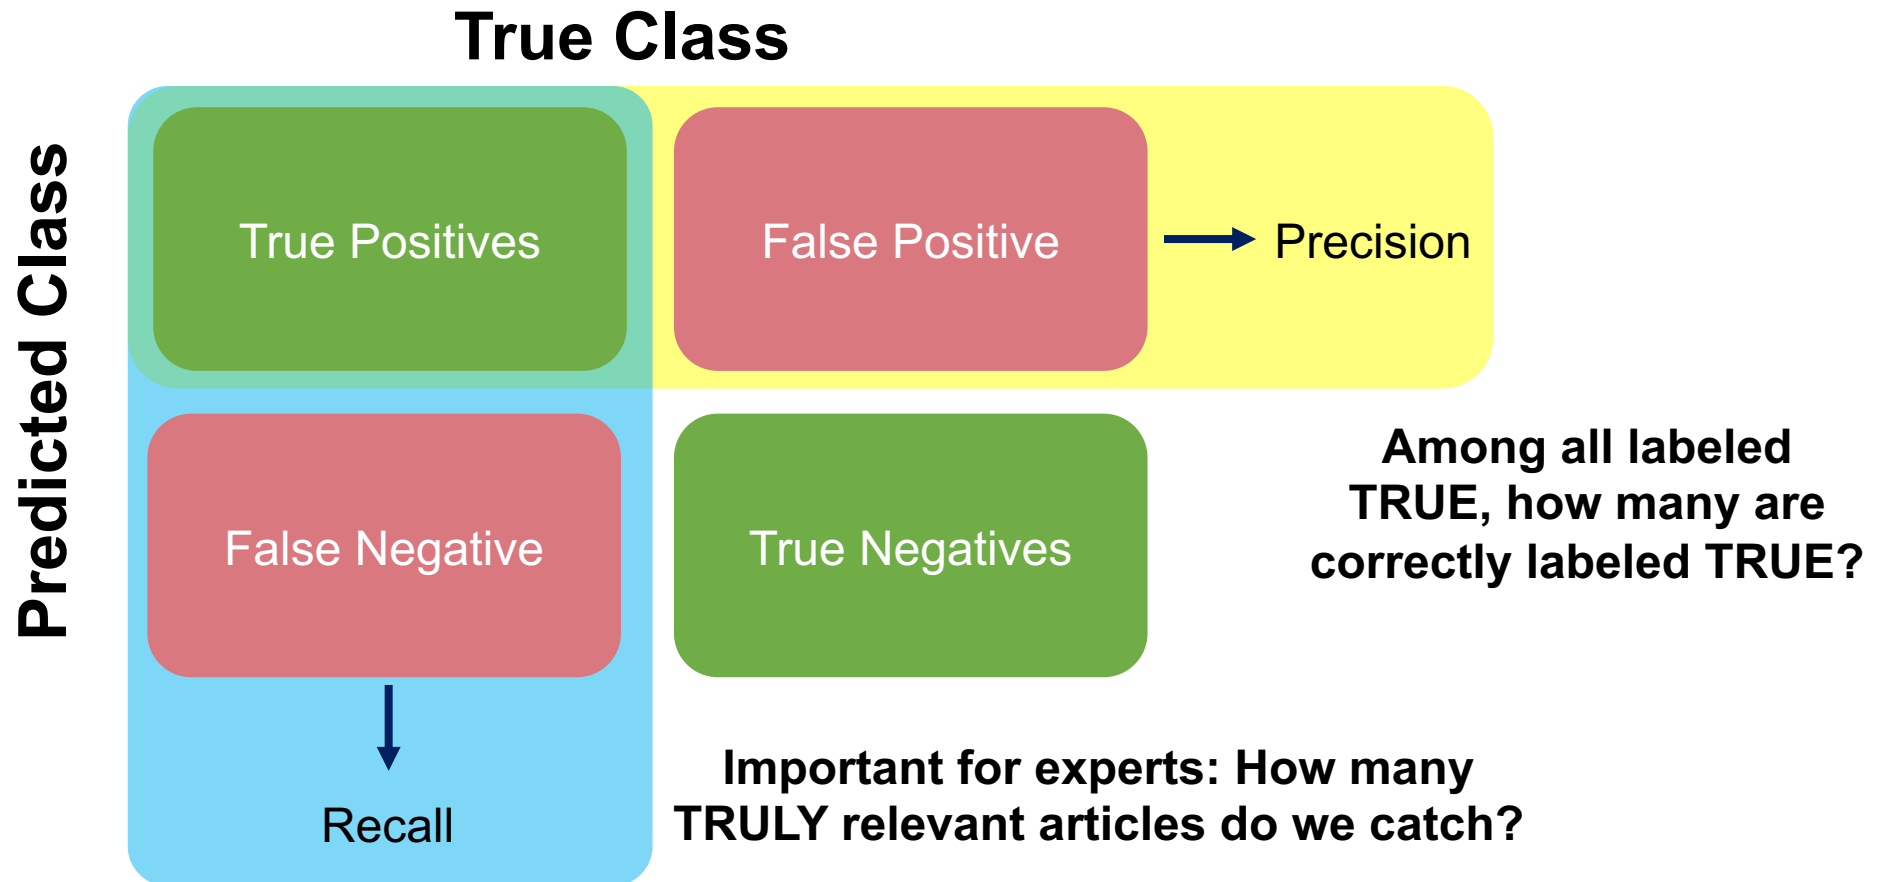 True Class
Predicted Class
True Positives
False Positive
Precision
False Negative
True Negatives
Among all labeled
TRUE, how many are
correctly labeled TRUE?
Recall
Important for experts: How many
TRULY relevant articles do we catch?